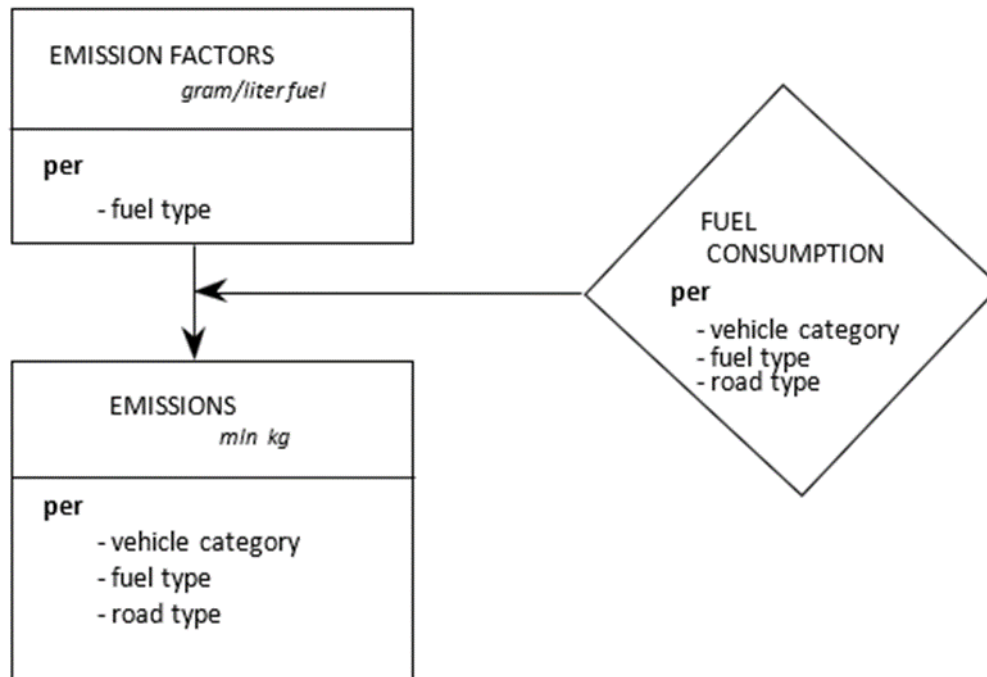 EMISSION FACTORS
gram/liter fuel
per
- fuel type
FUEL
CONSUMPTION
per
- vehicle category
- fuel type
- road type
EMISSIONS
mln kg
per
- vehicle category
- fuel type
- road type